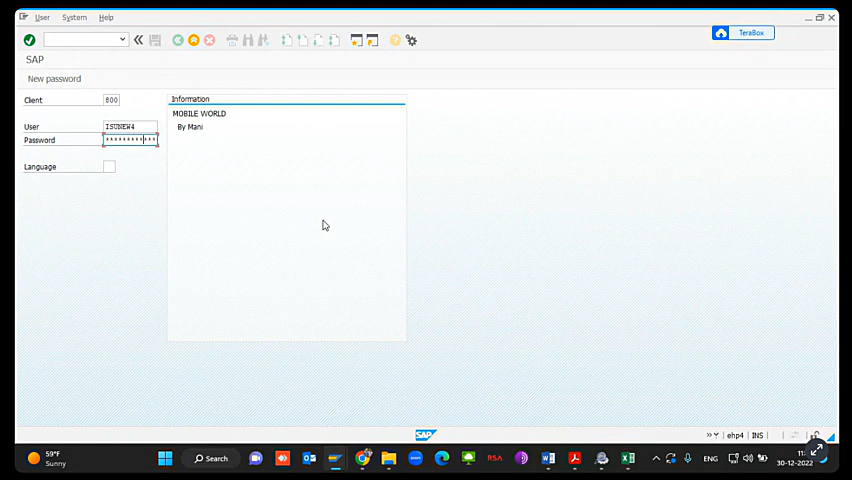 User System Help
TeraBox
SAP
New password
Client 800
Information
MOBILE WORLD
By Mani
User ISUNEW4
Password ************
Language
SAP
ehp4 INS
59°F
Sunny
Search
zoom
RSA
ENG
30-12-2022